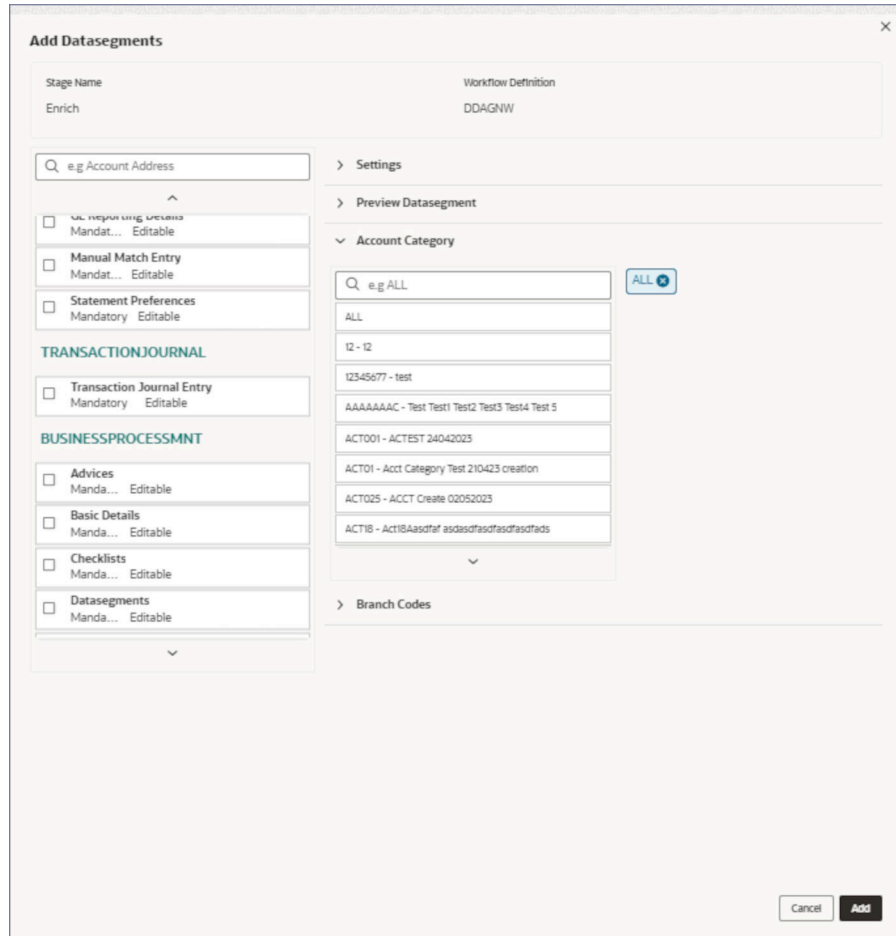 Add Datasegments
Stage Name
Workflow Definition
Enrich
DDAGNW
e.g Account Address
GL Reporting Details
Mandat... Editable
Manual Match Entry
Mandat... Editable
Statement Preferences
Mandatory Editable
TRANSACTIONJOURNAL
Transaction Journal Entry
Mandatory Editable
BUSINESSPROCESSMNT
Advices
Manda... Editable
Basic Details
Manda... Editable
Checklists
Manda... Editable
Datasegments
Manda... Editable
Settings
Preview Datasegment
Account Category
e.g ALL
ALL
ALL
12 - 12
12345677 - test
AAAAAAAC - Test Test1 Test2 Test3 Test4 Test 5
ACT001 - ACTEST 24042023
ACT01 - Acct Category Test 210423 creation
ACT025 - ACCT Create 02052023
ACT18 - Act18Aasdfaf asdasdfasdfasdfasdfads
Branch Codes
Cancel
Add